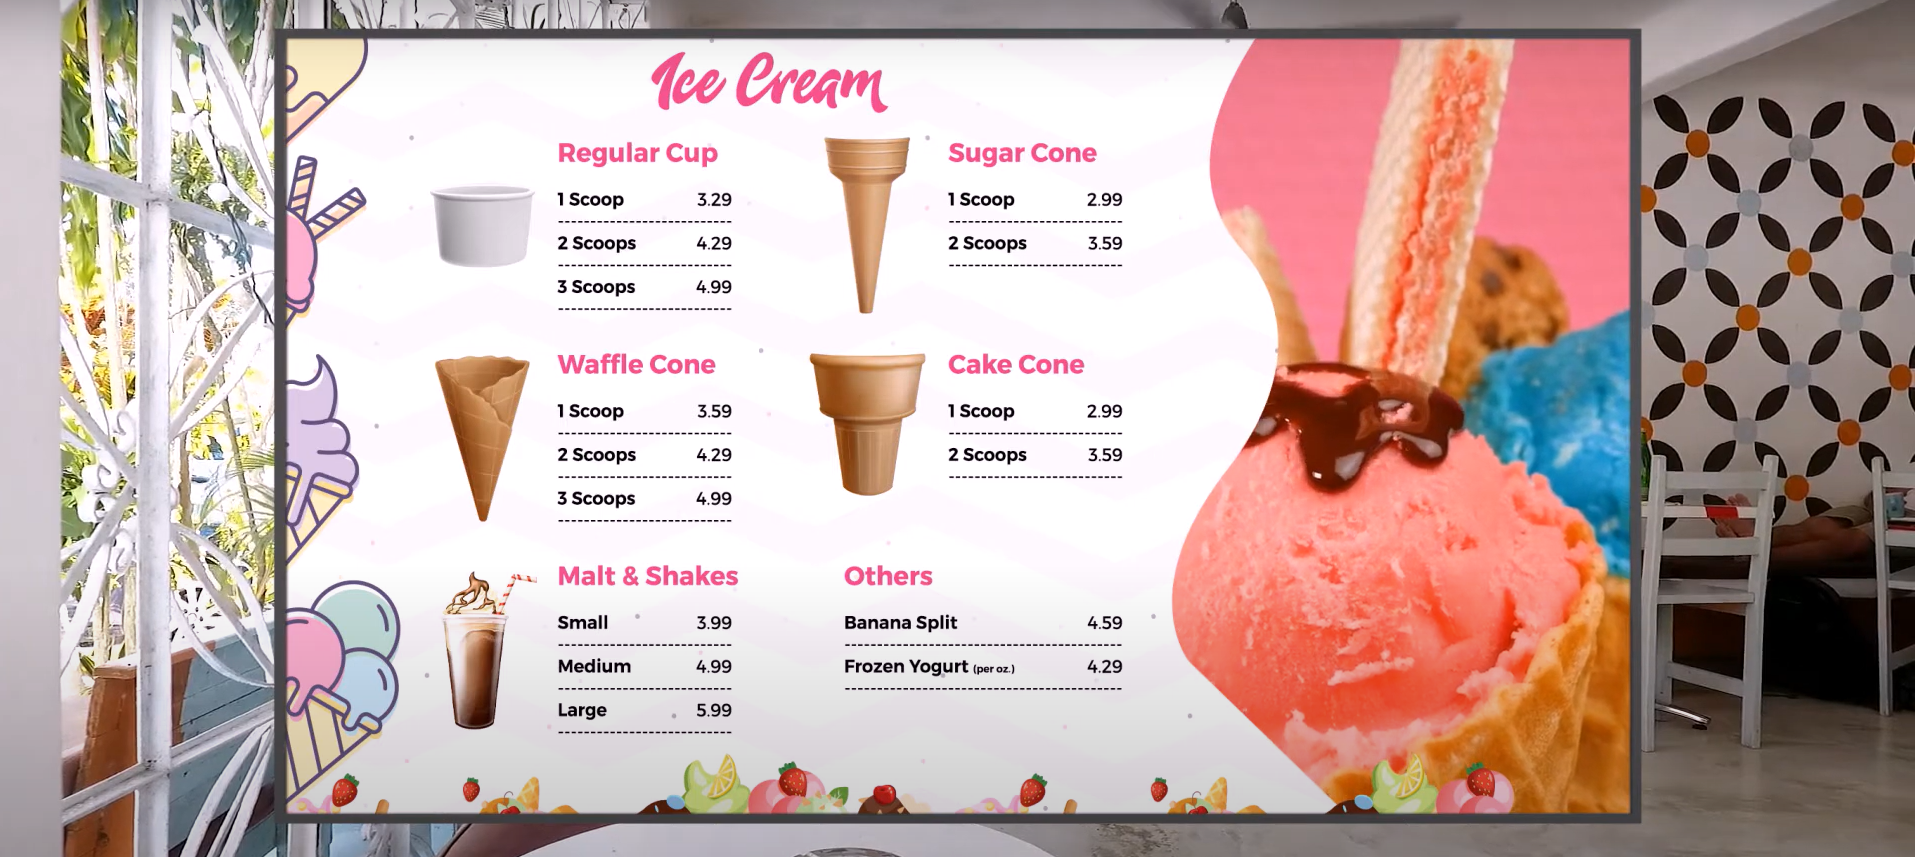 Ice Cream
Regular Cup
1 Scoop 3.29
2 Scoops 4.29
3 Scoops 4.99
Sugar Cone
1 Scoop 2.99
2 Scoops 3.59
Waffle Cone
1 Scoop 3.59
2 Scoops 4.29
3 Scoops 4.99
Cake Cone
1 Scoop 2.99
2 Scoops 3.59
Malt & Shakes
Small 3.99
Medium 4.99
Large 5.99
Others
Banana Split 4.59
Frozen Yogurt (per oz.) 4.29